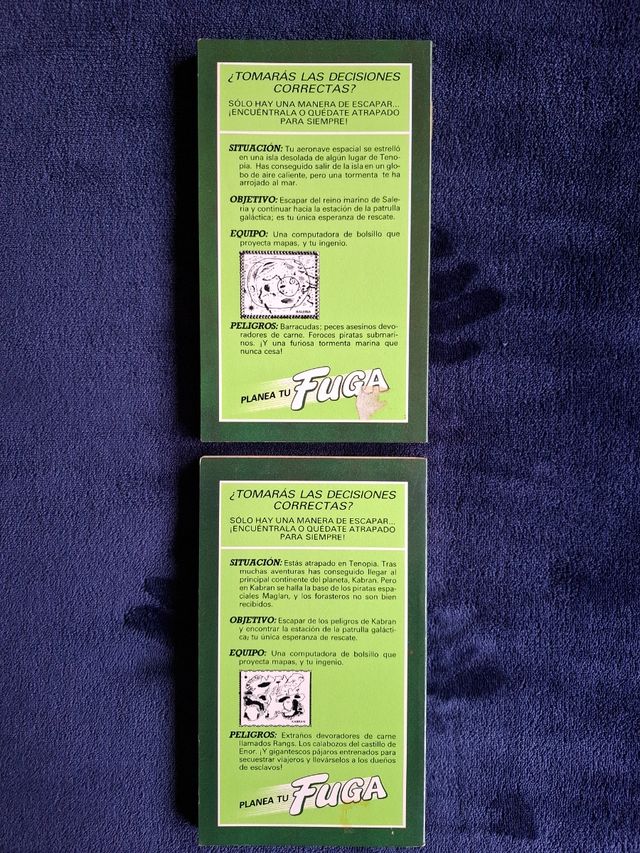 ¿TOMARÁS LAS DECISIONES
CORRECTAS?
SÓLO HAY UNA MANERA DE ESCAPAR...
¡ENCUÉNTRALA O QUÉDATE ATRAPADO
PARA SIEMPRE!
SITUACIÓN: Tu aeronave espacial se estrelló
en una isla desolada de algún lugar de Teno-
pia. Has conseguido salir de la isla en un glo-
bo de aire caliente, pero una tormenta te ha
arrojado al mar.
OBJETIVO: Escapar del reino marino de Sale-
ria y continuar hacia la estación de la patrulla
galáctica; es tu única esperanza de rescate.
EQUIPO: Una computadora de bolsillo que
proyecta mapas, y tu ingenio.
SALERIA
PELIGROS: Barracudas; peces asesinos devo-
radores de carne. Feroces piratas submari-
nos. ¡Y una furiosa tormenta marina que
nunca cesa!
PLANEA TU FUGA
¿TOMARÁS LAS DECISIONES
CORRECTAS?
SÓLO HAY UNA MANERA DE ESCAPAR...
¡ENCUÉNTRALA O QUÉDATE ATRAPADO
PARA SIEMPRE!
SITUACIÓN: Estás atrapado en Tenopia. Tras
muchas aventuras has conseguido llegar al
principal continente del planeta, Kabran. Pero
en Kabran se halla la base de los piratas espa-
ciales Maglan, y los forasteros no son bien
recibidos.
OBJETIVO: Escapar de los peligros de Kabran
y encontrar la estación de la patrulla galácti-
ca; tu única esperanza de rescate.
EQUIPO: Una computadora de bolsillo que
proyecta mapas, y tu ingenio.
KABRAN
PELIGROS: Extraños devoradores de carne
llamados Rangs. Los calabozos del castillo de
Enor. ¡Y gigantescos pájaros entrenados para
secuestrar viajeros y llevárselos a los dueños
de esclavos!
PLANEA TU FUGA